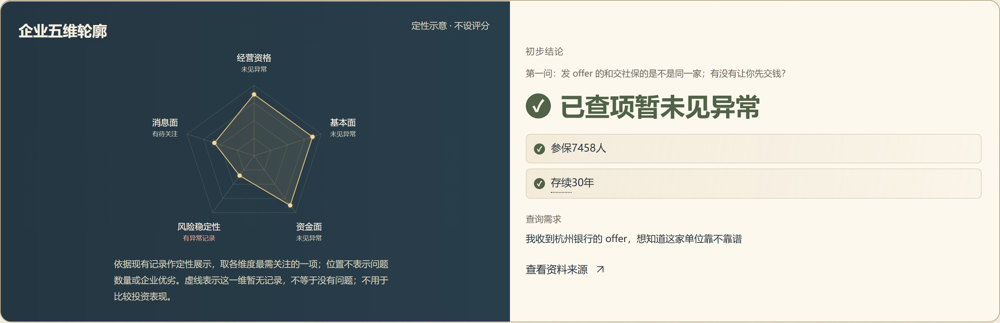 企业五维轮廓
定性示意 · 不设评分
经营资格
未见异常
消息面
有待关注
基本面
未见异常
风险稳定性
有异常记录
资金面
未见异常
依据现有记录作定性展示，取各维度最需关注的一项；位置不表示问题
数量或企业优劣。虚线表示这一维暂无记录，不等于没有问题；不用于
比较投资表现。
初步结论
第一问：发 offer 的和交社保的是不是同一家；有没有让你先交钱？
已查项暂未见异常
参保7458人
存续30年
查询需求
我收到杭州银行的 offer，想知道这家单位靠不靠谱
查看资料来源